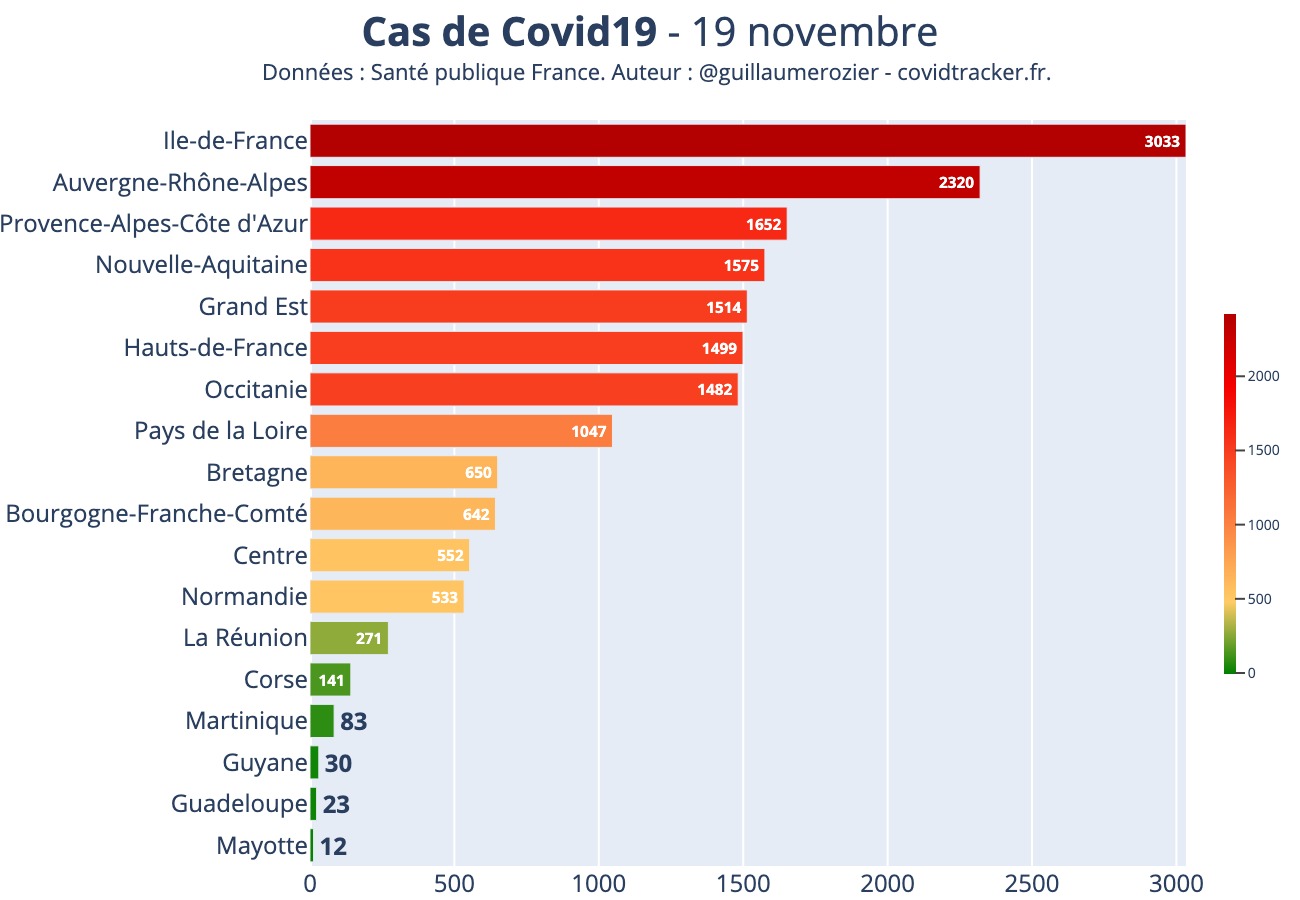 Cas de Covid19 - 19 novembre
Données : Santé publique France. Auteur : @guillaumerozier - covidtracker.fr.
Ile-de-France 3033
Auvergne-Rhône-Alpes 2320
Provence-Alpes-Côte d'Azur 1652
Nouvelle-Aquitaine 1575
Grand Est 1514
Hauts-de-France 1499
Occitanie 1482
Pays de la Loire 1047
Bretagne 650
Bourgogne-Franche-Comté 642
Centre 552
Normandie 533
La Réunion 271
Corse 141
Martinique 83
Guyane 30
Guadeloupe 23
Mayotte 12
0 500 1000 1500 2000 2500 3000
2000
1500
1000
500
0